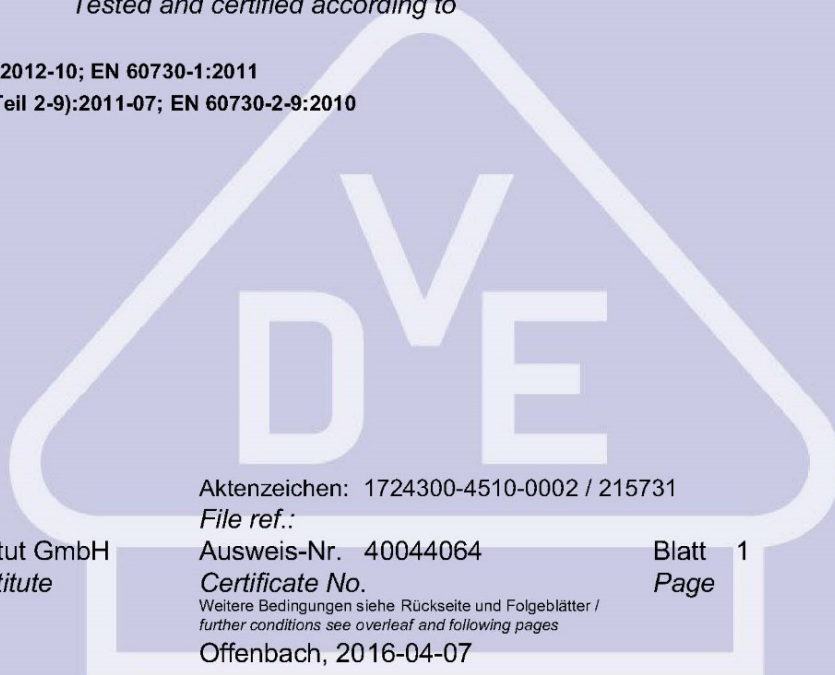 Tested and certified according to
2012-10; EN 60730-1:2011
Teil 2-9):2011-07; EN 60730-2-9:2010
VDE
Aktenzeichen: 1724300-4510-0002 / 215731
File ref.:
tut GmbH Ausweis-Nr. 40044064 Blatt 1
titute Certificate No. Page
Weitere Bedingungen siehe Rückseite und Folgeblätter /
further conditions see overleaf and following pages
Offenbach, 2016-04-07